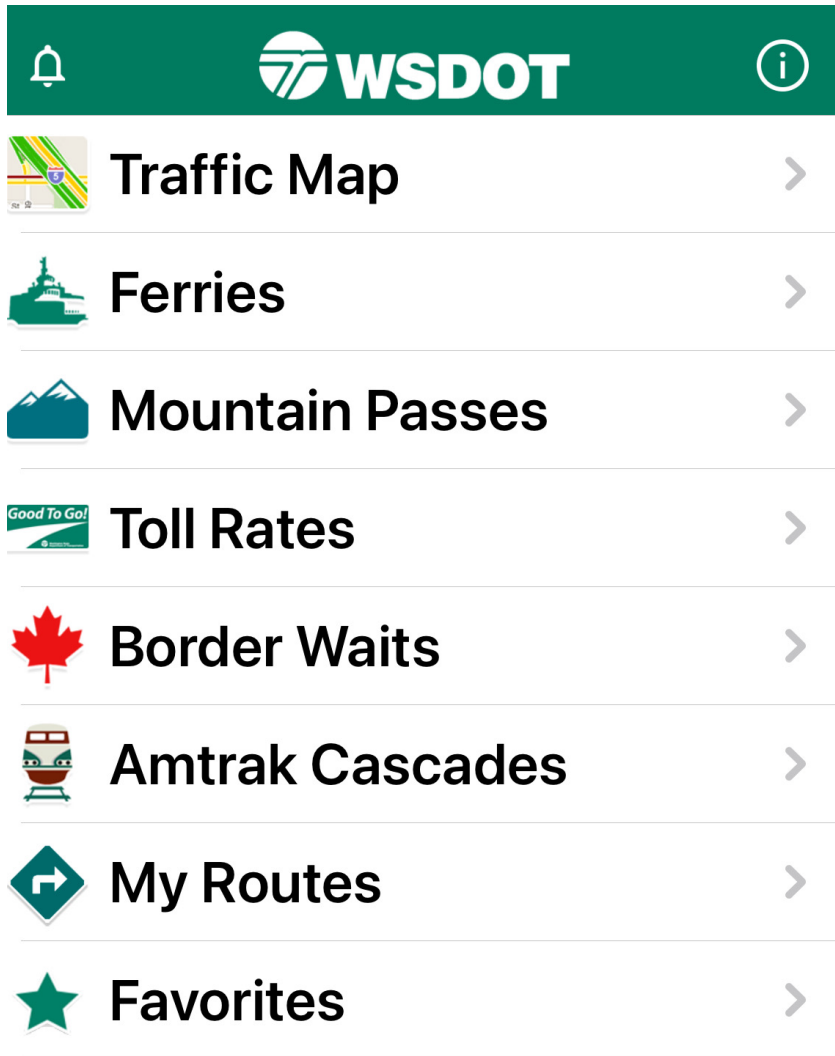 WSDOT
Traffic Map
Ferries
Mountain Passes
Good To Go!
Toll Rates
Border Waits
Amtrak Cascades
My Routes
Favorites